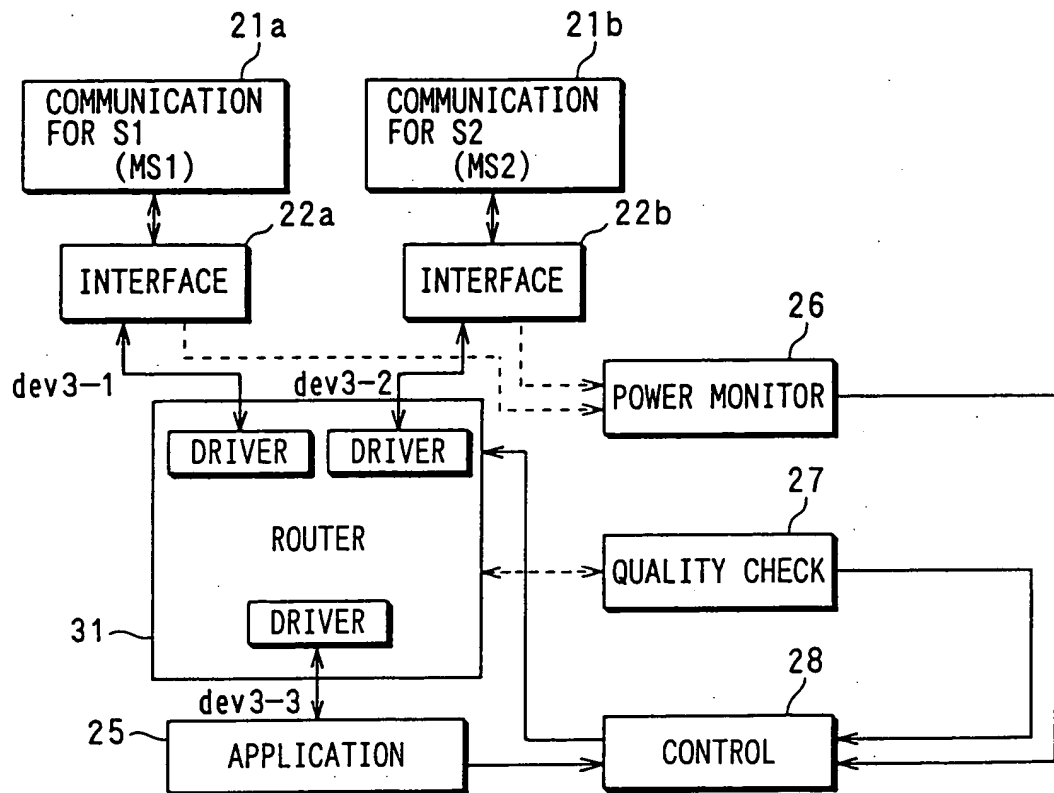 21a
21b
COMMUNICATION
FOR S1
(MS1)
COMMUNICATION
FOR S2
(MS2)
22a
22b
INTERFACE
INTERFACE
26
dev3-1
dev3-2
POWER MONITOR
DRIVER
DRIVER
27
ROUTER
QUALITY CHECK
DRIVER
31
28
dev3-3
25
APPLICATION
CONTROL